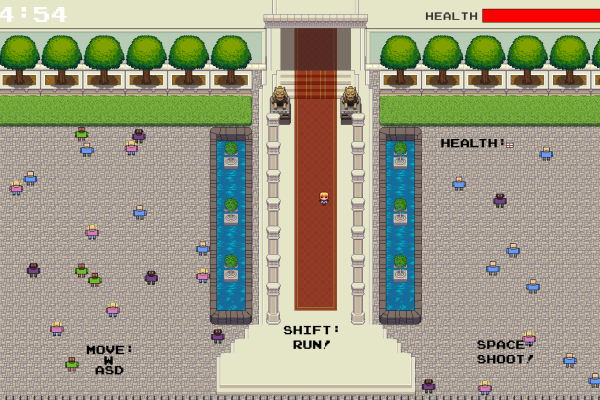 4:54
HEALTH
HEALTH:
MOVE:
W
ASD
SHIFT:
RUN!
SPACE:
SHOOT!